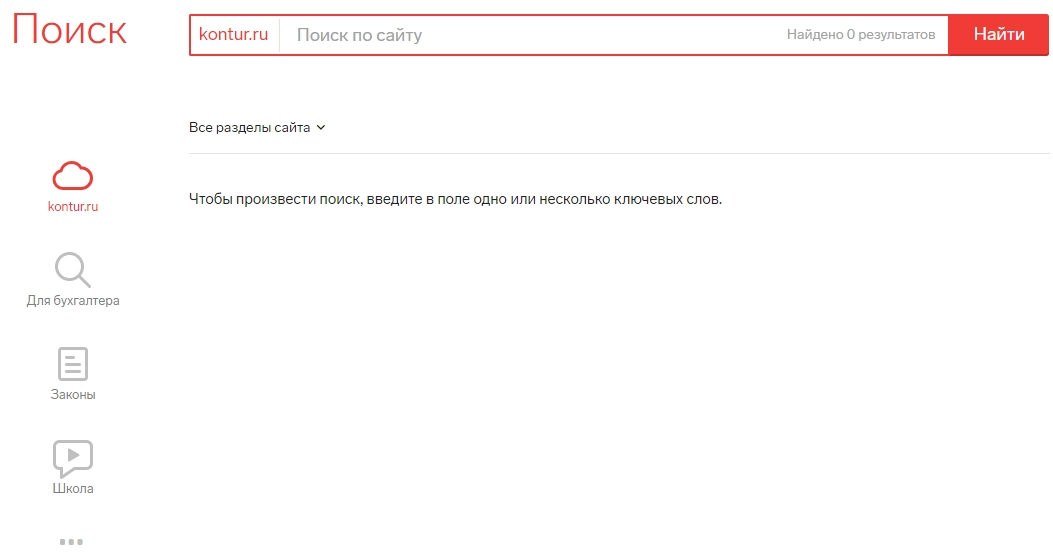 Поиск
kontur.ru
Поиск по сайту
Найдено 0 результатов
Найти
Все разделы сайта
Чтобы произвести поиск, введите в поле одно или несколько ключевых слов.
kontur.ru
Для бухгалтера
Законы
Школа